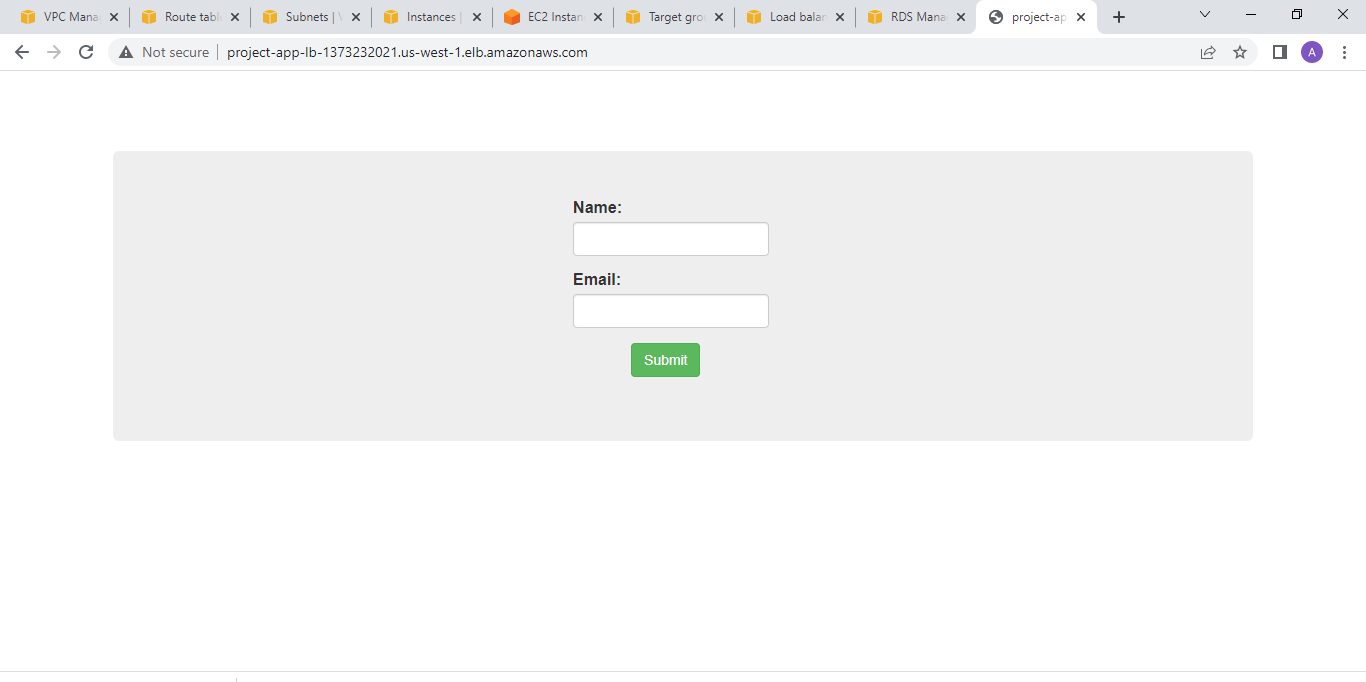 VPC Mana
Route tabl
Subnets | V
Instances |
EC2 Instan
Target gro
Load balan
RDS Mana
project-ap
Not secure
project-app-lb-1373232021.us-west-1.elb.amazonaws.com
A
Name:
Email:
Submit